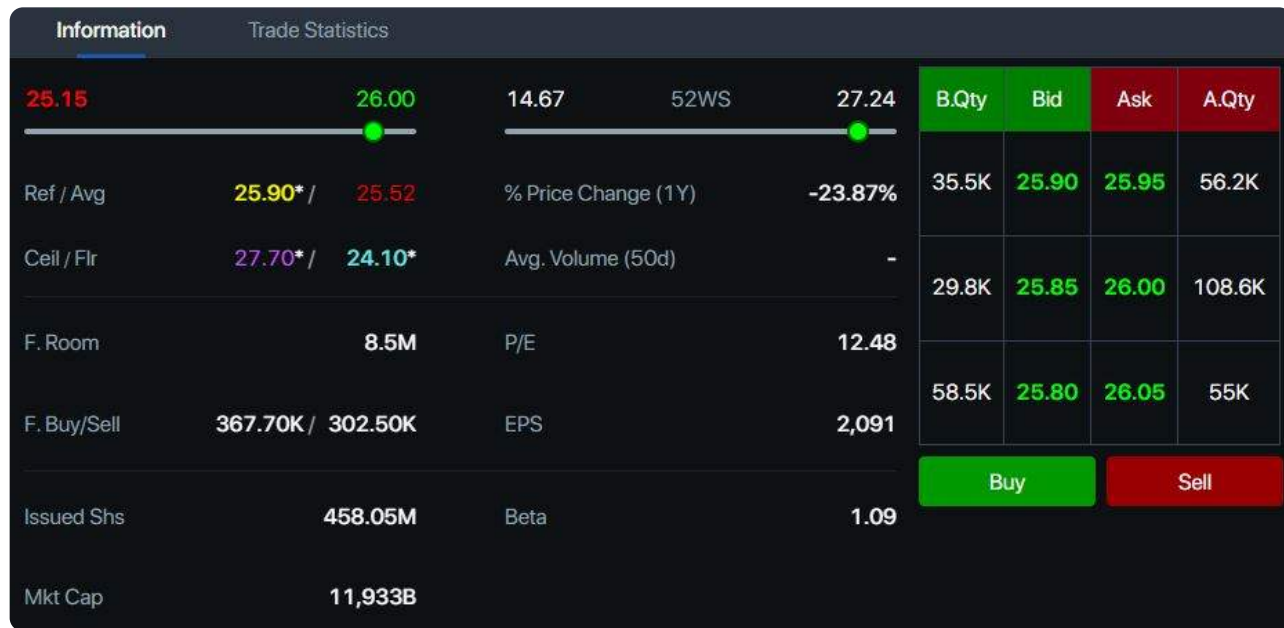 Information Trade Statistics
25.15 26.00 14.67 52WS 27.24
Ref / Avg 25.90* / 25.52 % Price Change (1Y) -23.87%
Ceil / Flr 27.70* / 24.10* Avg. Volume (50d) -
F. Room 8.5M P/E 12.48
F. Buy/Sell 367.70K / 302.50K EPS 2,091
Issued Shs 458.05M Beta 1.09
Mkt Cap 11,933B
B.Qty Bid Ask A.Qty
35.5K 25.90 25.95 56.2K
29.8K 25.85 26.00 108.6K
58.5K 25.80 26.05 55K
Buy Sell